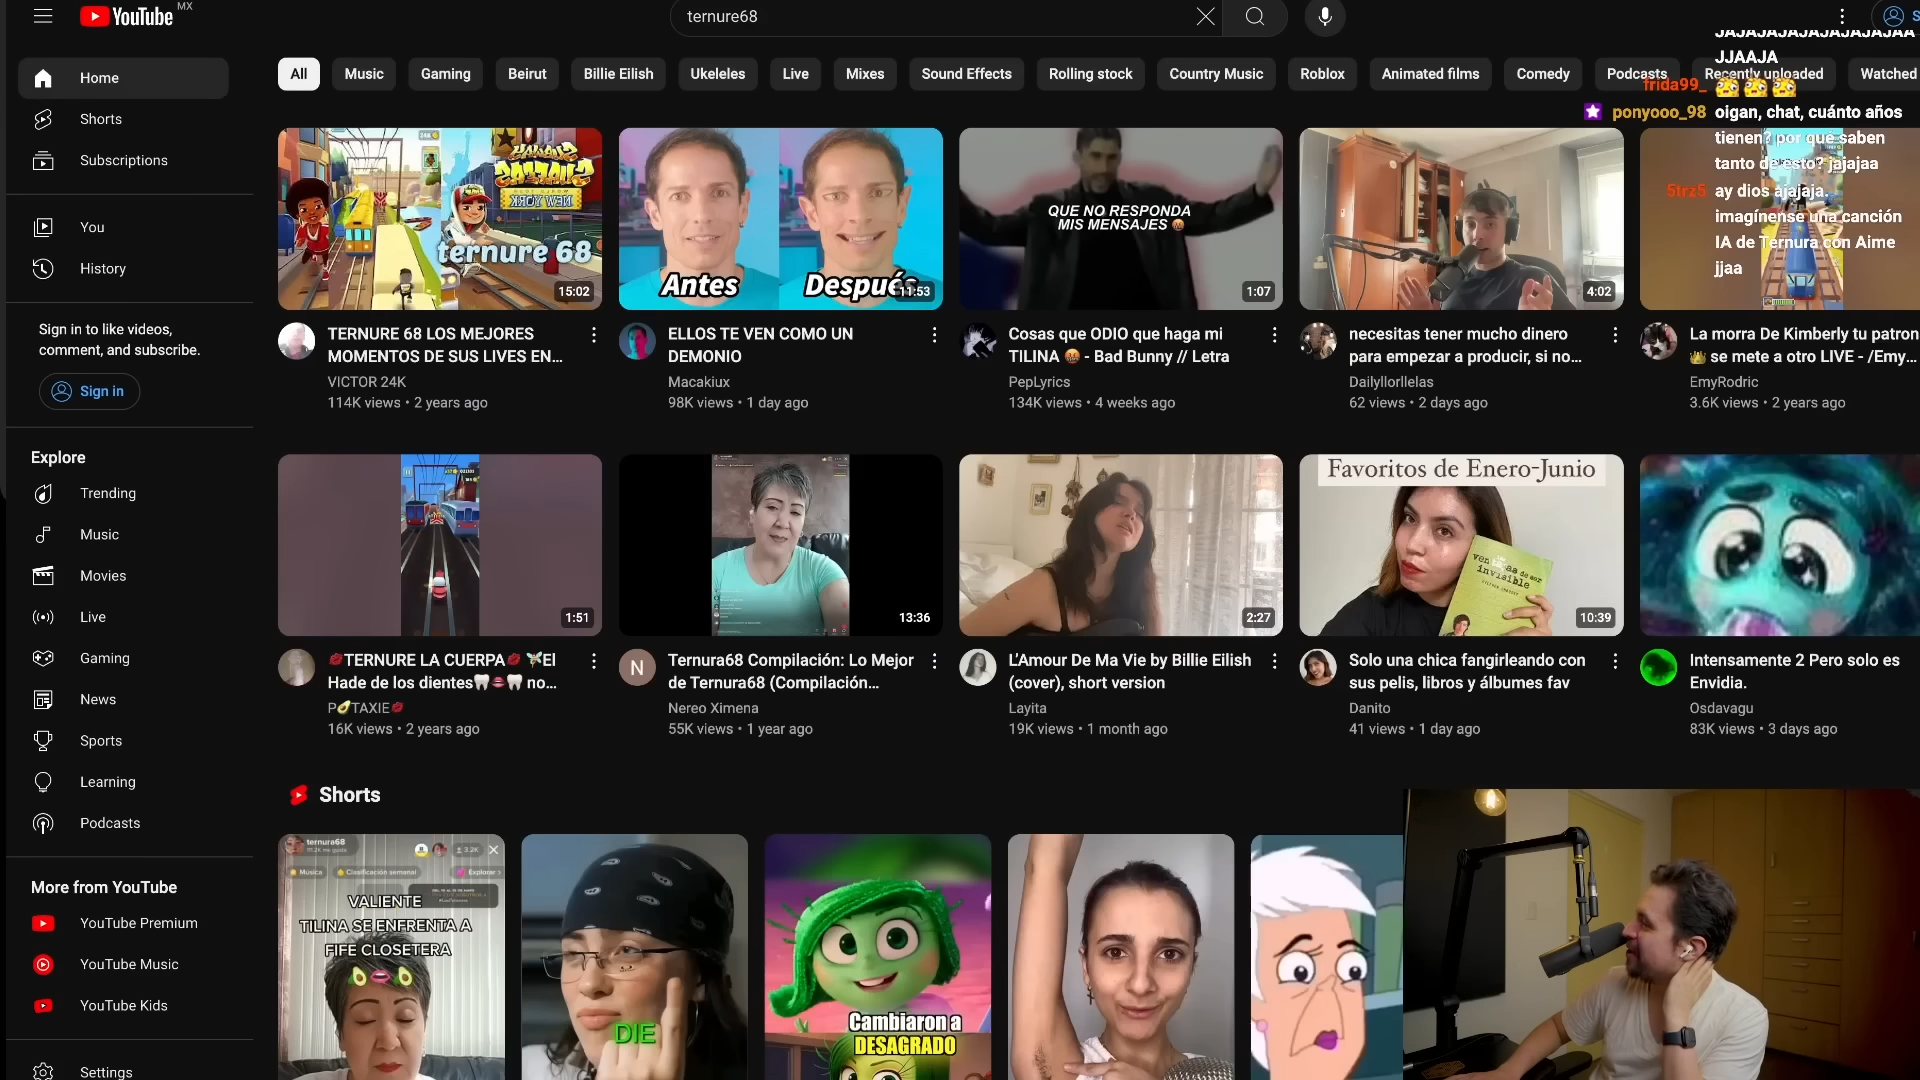 YouTube MX
ternure68
Home
Shorts
Subscriptions
You
History
Sign in to like videos,
comment, and subscribe.
Sign in
Explore
Trending
Music
Movies
Live
Gaming
News
Sports
Learning
Podcasts
More from YouTube
YouTube Premium
YouTube Music
YouTube Kids
Settings
All
Music
Gaming
Beirut
Billie Eilish
Ukeleles
Live
Mixes
Sound Effects
Rolling stock
Country Music
Roblox
Animated films
Comedy
Podcasts
Recently uploaded
Watched
JAJAJAJAJAJAJAJAJAA
JJAAJA
frida99_
ponyooo_98 oigan, chat, cuánto años
tienen? por qué saben
tanto de esto? jajajaa
5trz5 ay dios ajajaja.
imagínense una canción
IA de Ternura con Aime
jjaa
NEW YORK
ternure 68
15:02
TERNURE 68 LOS MEJORES
MOMENTOS DE SUS LIVES EN...
VICTOR 24K
114K views • 2 years ago
Antes
Después
11:53
ELLOS TE VEN COMO UN
DEMONIO
Macakiux
98K views • 1 day ago
QUE NO RESPONDA
MIS MENSAJES 🤬
1:07
Cosas que ODIO que haga mi
TILINA 🤬 - Bad Bunny // Letra
PepLyrics
134K views • 4 weeks ago
4:02
necesitas tener mucho dinero
para empezar a producir, si no...
Dailyllorllelas
62 views • 2 days ago
La morra De Kimberly tu patron
👑 se mete a otro LIVE - /Emy...
EmyRodric
3.6K views • 2 years ago
1:51
💋TERNURE LA CUERPA💋 🧚El
Hade de los dientes🦷👄🦷 no...
P🥑TAXIE💋
16K views • 2 years ago
13:36
N
Ternura68 Compilación: Lo Mejor
de Ternura68 (Compilación...
Nereo Ximena
55K views • 1 year ago
2:27
L'Amour De Ma Vie by Billie Eilish
(cover), short version
Layita
19K views • 1 month ago
Favoritos de Enero-Junio
invisible
10:39
Solo una chica fangirleando con
sus pelis, libros y álbumes fav
Danito
41 views • 1 day ago
Intensamente 2 Pero solo es
Envidia.
Osdavagu
83K views • 3 days ago
Shorts
ternura68
3.2K
Música
Clasificación semanal
Explorar
VALIENTE
TILINA SE ENFRENTA A
FIFE CLOSETERA
DIE
Cambiaron a
DESAGRADO